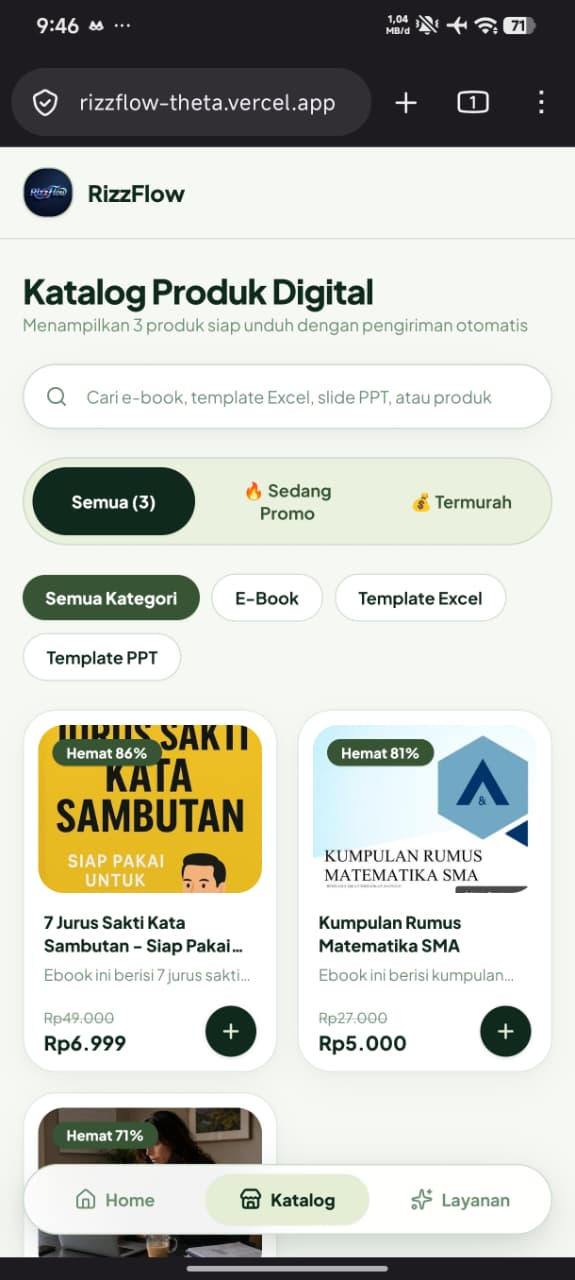 9:46
1,04
MB/d
71
rizzflow-theta.vercel.app
1
RizzFlow
RizzFlow
Katalog Produk Digital
Menampilkan 3 produk siap unduh dengan pengiriman otomatis
Cari e-book, template Excel, slide PPT, atau produk
Semua (3)
🔥 Sedang
Promo
💰 Termurah
Semua Kategori
E-Book
Template Excel
Template PPT
Hemat 86%
JURUS SAKTI
KATA
SAMBUTAN
SIAP PAKAI
UNTUK
7 Jurus Sakti Kata
Sambutan - Siap Pakai...
Ebook ini berisi 7 jurus sakti...
Rp49.000
Rp6.999
Hemat 81%
&
KUMPULAN RUMUS
MATEMATIKA SMA
Kumpulan Rumus
Matematika SMA
Ebook ini berisi kumpulan...
Rp27.000
Rp5.000
Hemat 71%
Home
Katalog
Layanan